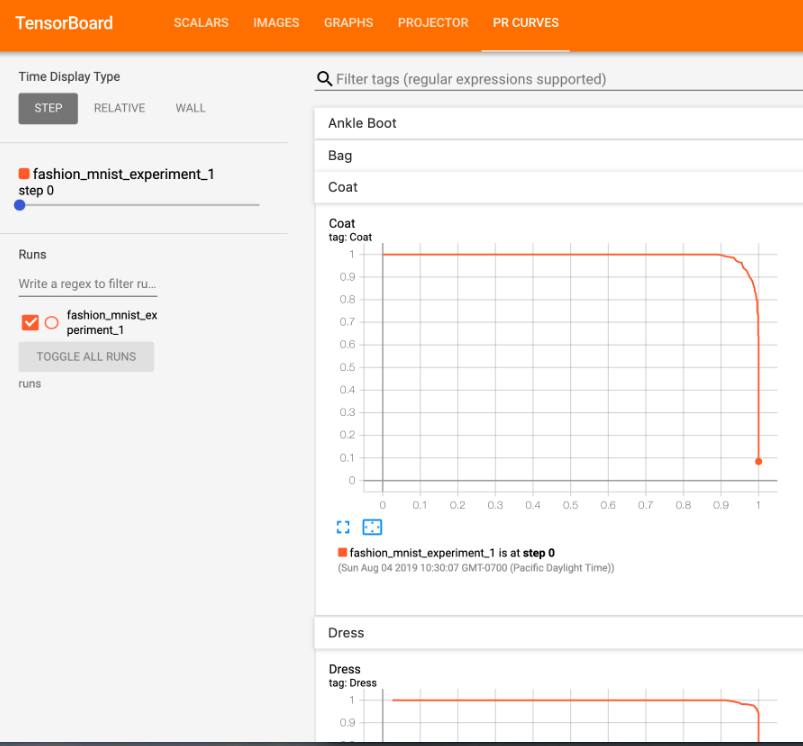 TensorBoard
SCALARS IMAGES GRAPHS PROJECTOR PR CURVES
Time Display Type
STEP RELATIVE WALL
fashion_mnist_experiment_1
step 0
Runs
Write a regex to filter ru...
fashion_mnist_ex
periment_1
TOGGLE ALL RUNS
runs
Filter tags (regular expressions supported)
Ankle Boot
Bag
Coat
Coat
tag: Coat
1
0.9
0.8
0.7
0.6
0.5
0.4
0.3
0.2
0.1
0
0 0.1 0.2 0.3 0.4 0.5 0.6 0.7 0.8 0.9 1
fashion_mnist_experiment_1 is at step 0
(Sun Aug 04 2019 10:30:07 GMT-0700 (Pacific Daylight Time))
Dress
Dress
tag: Dress
1
0.9